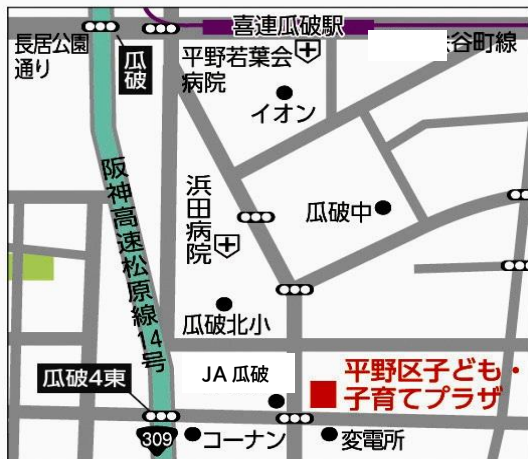 喜連瓜破駅
長居公園
通り
瓜破
平野若葉会
病院
谷町線
イオン
阪神高速松原線14号
浜田
病院
瓜破中
瓜破北小
瓜破4東
JA 瓜破
平野区子ども・
子育てプラザ
309
コーナン
変電所